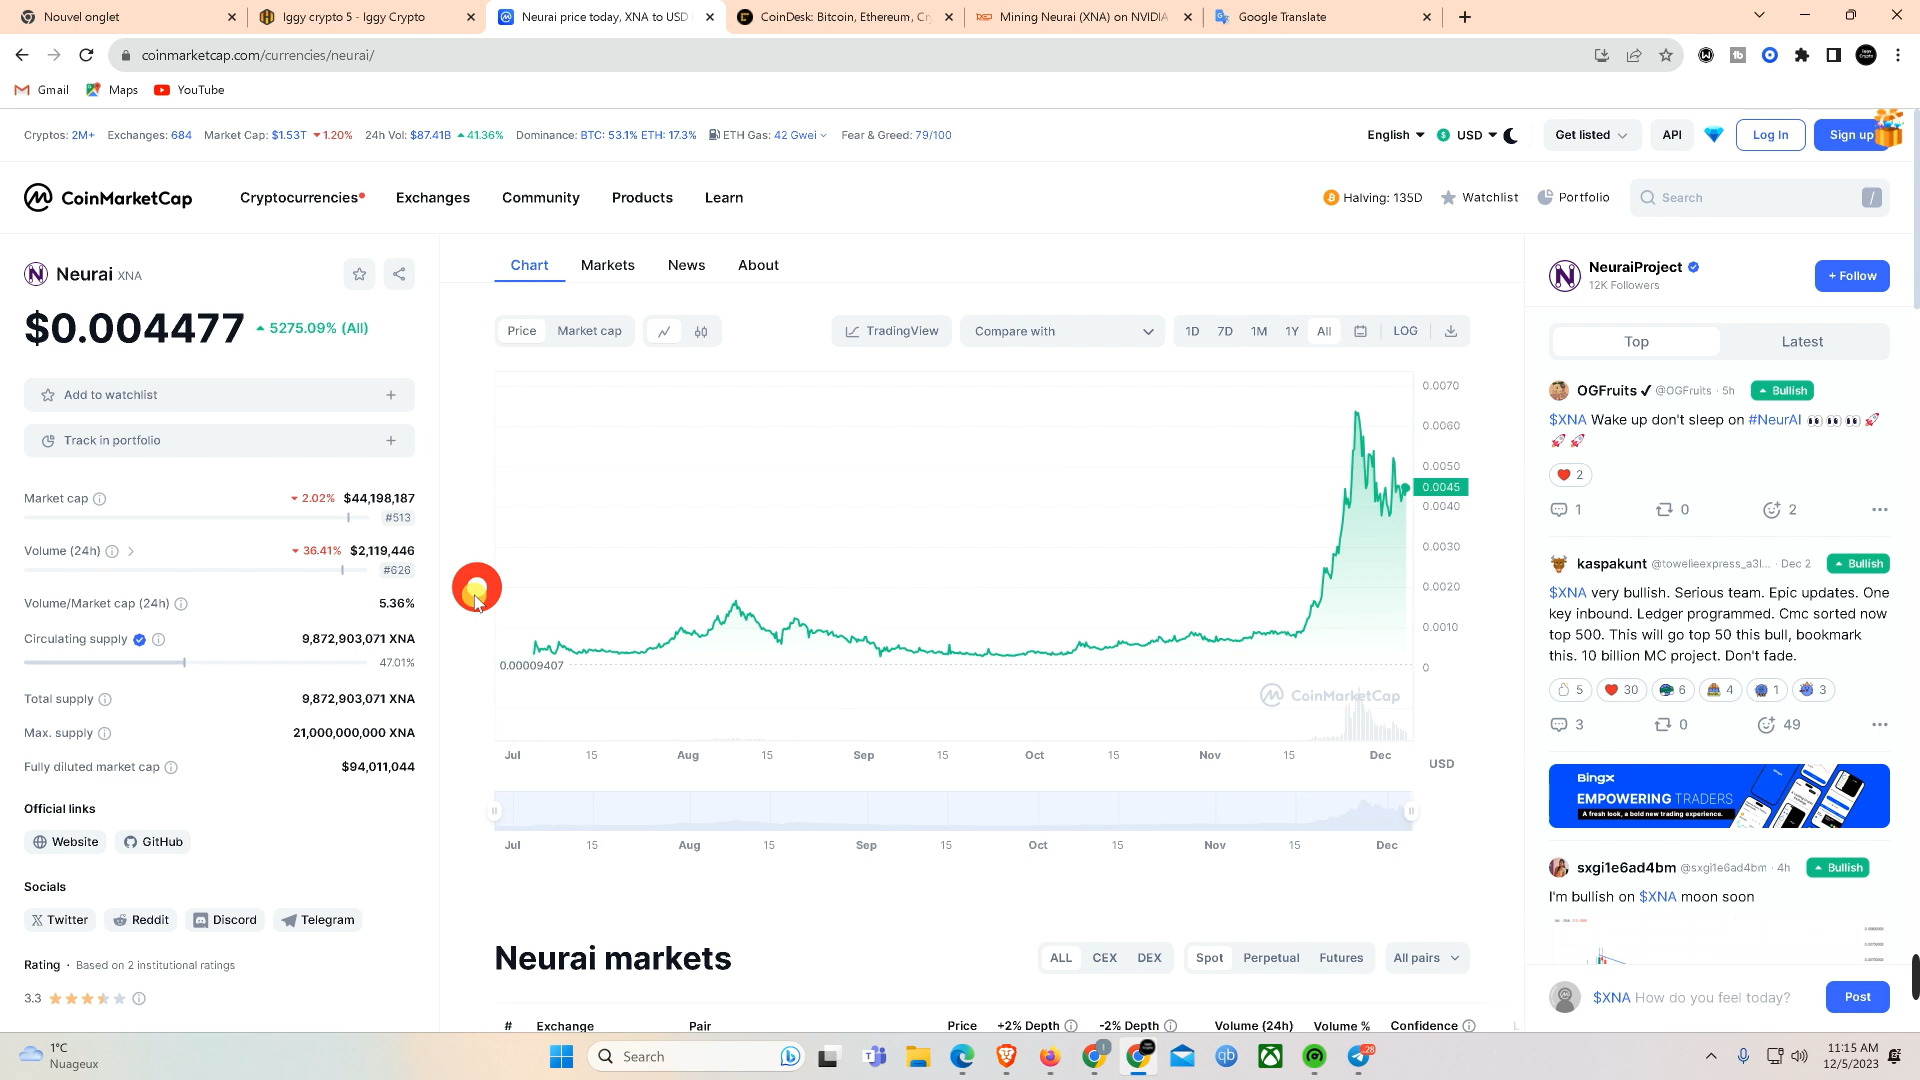 Nouvel onglet
Iggy crypto 5 - Iggy Crypto
Neurai price today, XNA to USD
CoinDesk: Bitcoin, Ethereum, Cr
Mining Neurai (XNA) on NVIDIA
Google Translate
coinmarketcap.com/currencies/neurai/
Gmail
Maps
YouTube
Cryptos: 2M+ Exchanges: 684 Market Cap: $1.53T 1.20% 24h Vol: $87.41B 41.36% Dominance: BTC: 53.1% ETH: 17.3% ETH Gas: 42 Gwei Fear & Greed: 79/100
English USD Get listed API Log In Sign up
CoinMarketCap
Cryptocurrencies Exchanges Community Products Learn
Halving: 135D Watchlist Portfolio Search /
Neurai XNA
$0.004477 5275.09% (All)
Add to watchlist +
Track in portfolio +
Market cap 2.02% $44,198,187
#513
Volume (24h) 36.41% $2,119,446
#626
Volume/Market cap (24h) 5.36%
Circulating supply 9,872,903,071 XNA
47.01%
Total supply 9,872,903,071 XNA
Max. supply 21,000,000,000 XNA
Fully diluted market cap $94,011,044
Official links
Website GitHub
Socials
Twitter Reddit Discord Telegram
Rating · Based on 2 institutional ratings
3.3
Chart Markets News About
Price Market cap TradingView Compare with 1D 7D 1M 1Y All LOG
0.0070
0.0060
0.0050
0.0045
0.0040
0.0030
0.0020
0.0010
0
0.00009407
CoinMarketCap
Jul 15 Aug 15 Sep 15 Oct 15 Nov 15 Dec
USD
Jul 15 Aug 15 Sep 15 Oct 15 Nov 15 Dec
Neurai markets
ALL CEX DEX Spot Perpetual Futures All pairs
# Exchange Pair Price +2% Depth -2% Depth Volume (24h) Volume % Confidence
NeuraiProject
12K Followers
+ Follow
Top Latest
OGFruits ✔ @OGFruits · 5h Bullish
$XNA Wake up don't sleep on #NeurAI 👀 👀 👀 🚀
🚀 🚀
2
1 0 2
kaspakunt @towelieexpress_a3l... · Dec 2 Bullish
$XNA very bullish. Serious team. Epic updates. One
key inbound. Ledger programmed. Cmc sorted now
top 500. This will go top 50 this bull, bookmark
this. 10 billion MC project. Don't fade.
5 30 6 4 1 3
3 0 49
BingX
EMPOWERING TRADERS
A fresh look, a bold new trading experience.
sxgi1e6ad4bm @sxgi1e6ad4bm · 4h Bullish
I'm bullish on $XNA moon soon
$XNA How do you feel today?
Post
1°C
Nuageux
Search
28
11:15 AM
12/5/2023